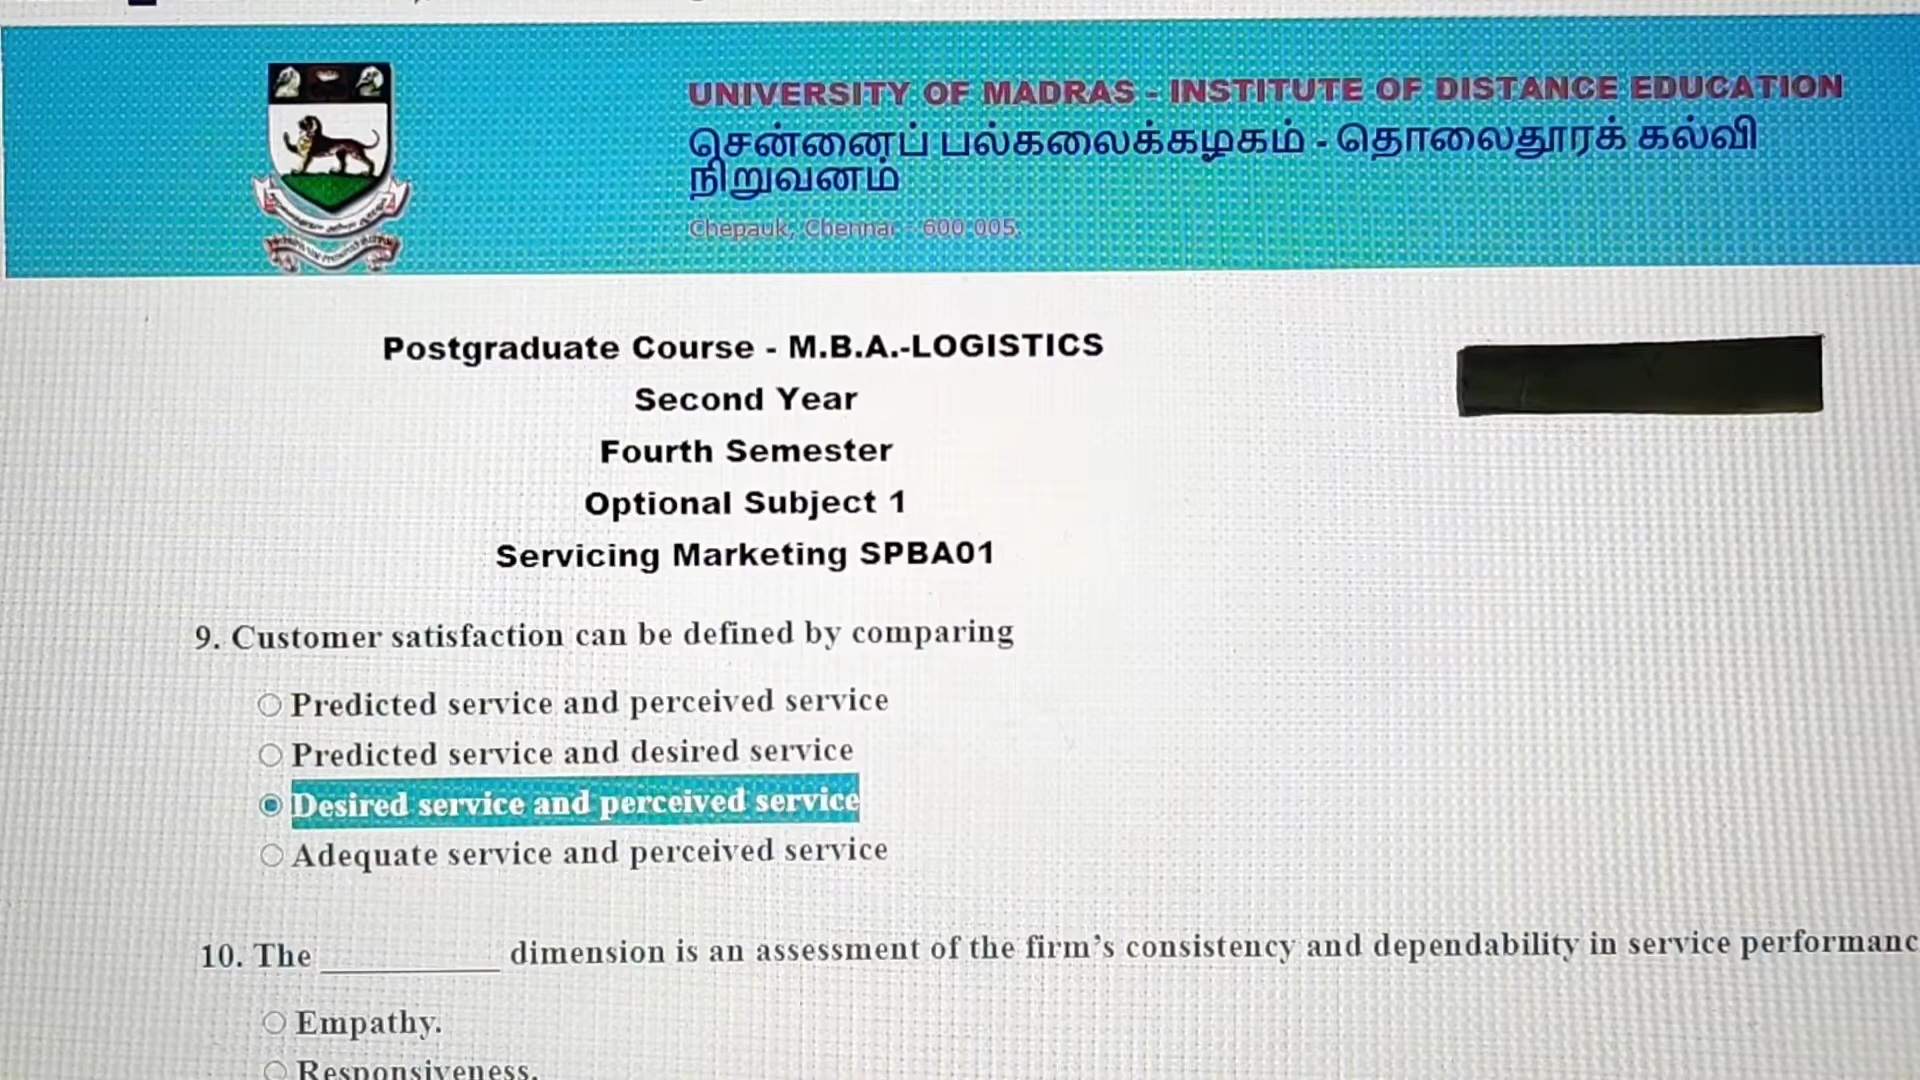 UNIVERSITY OF MADRAS - INSTITUTE OF DISTANCE EDUCATION
சென்னைப் பல்கலைக்கழகம் - தொலைதூரக் கல்வி
நிறுவனம்
Chepauk, Chennai - 600 005.
Postgraduate Course - M.B.A.-LOGISTICS
Second Year
Fourth Semester
Optional Subject 1
Servicing Marketing SPBA01
9. Customer satisfaction can be defined by comparing
Predicted service and perceived service
Predicted service and desired service
Desired service and perceived service
Adequate service and perceived service
10. The __________ dimension is an assessment of the firm's consistency and dependability in service performanc
Empathy.
Responsiveness.